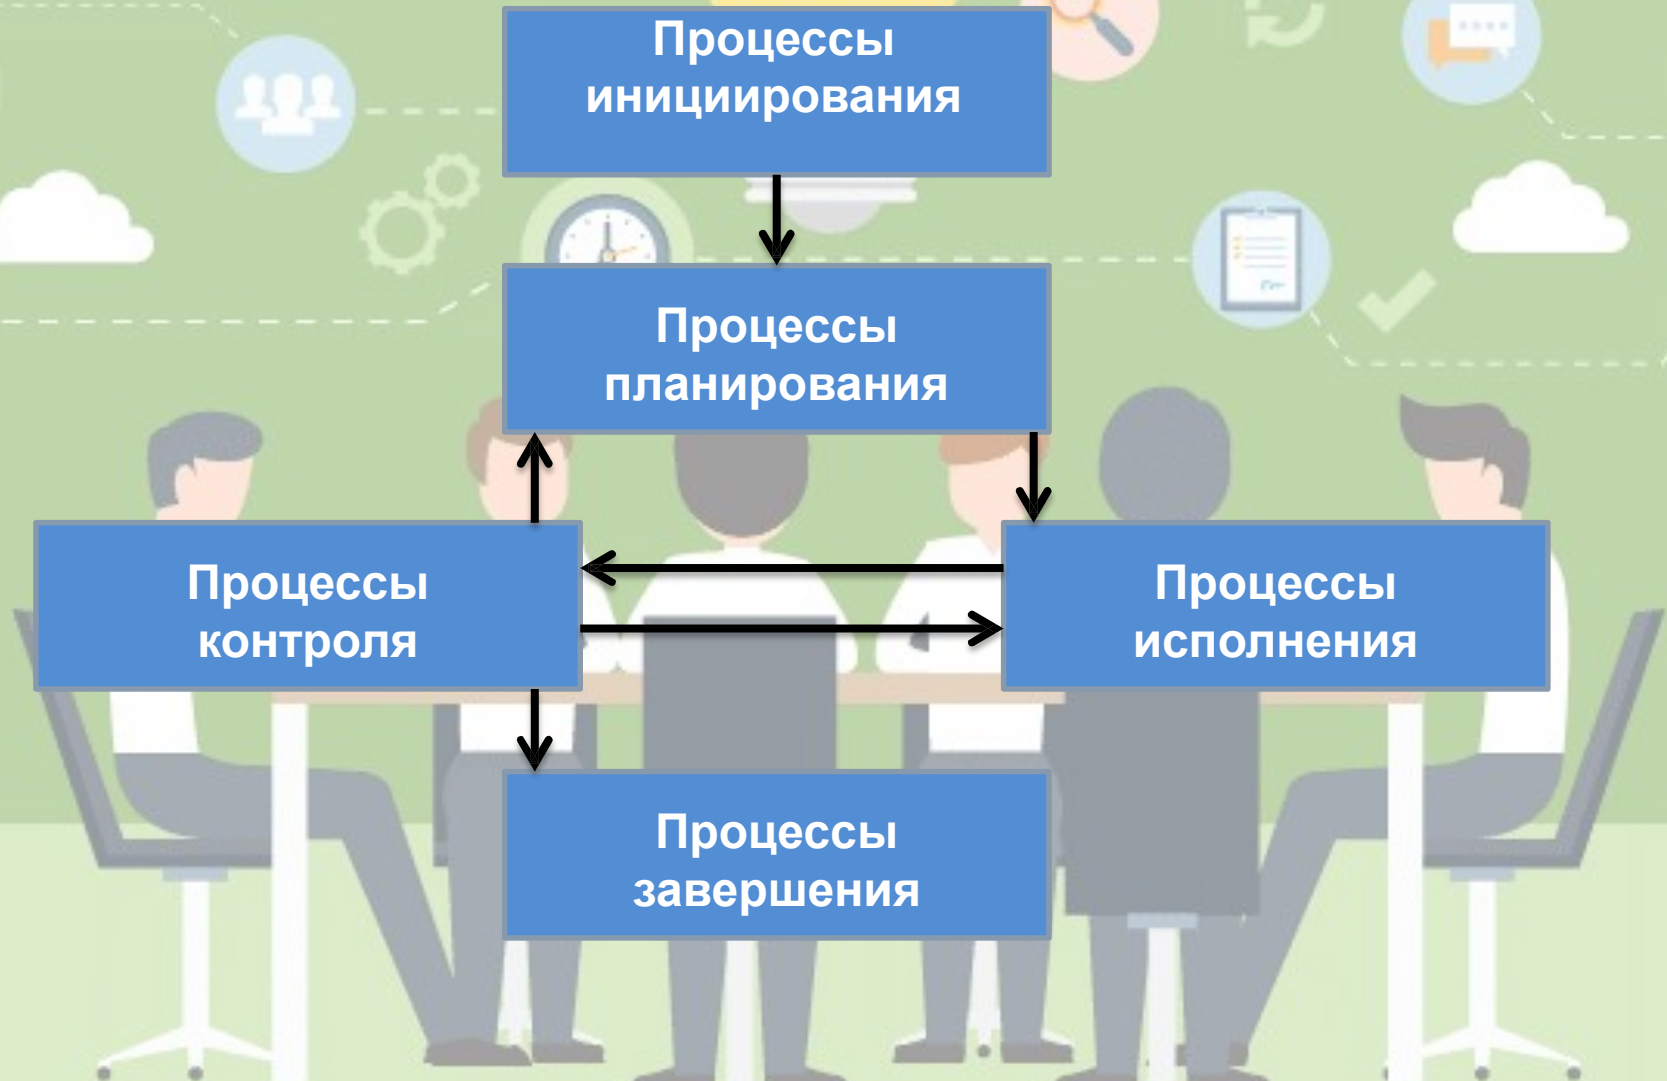 Процессы
инициирования
Процессы
планирования
Процессы
контроля
Процессы
исполнения
Процессы
завершения